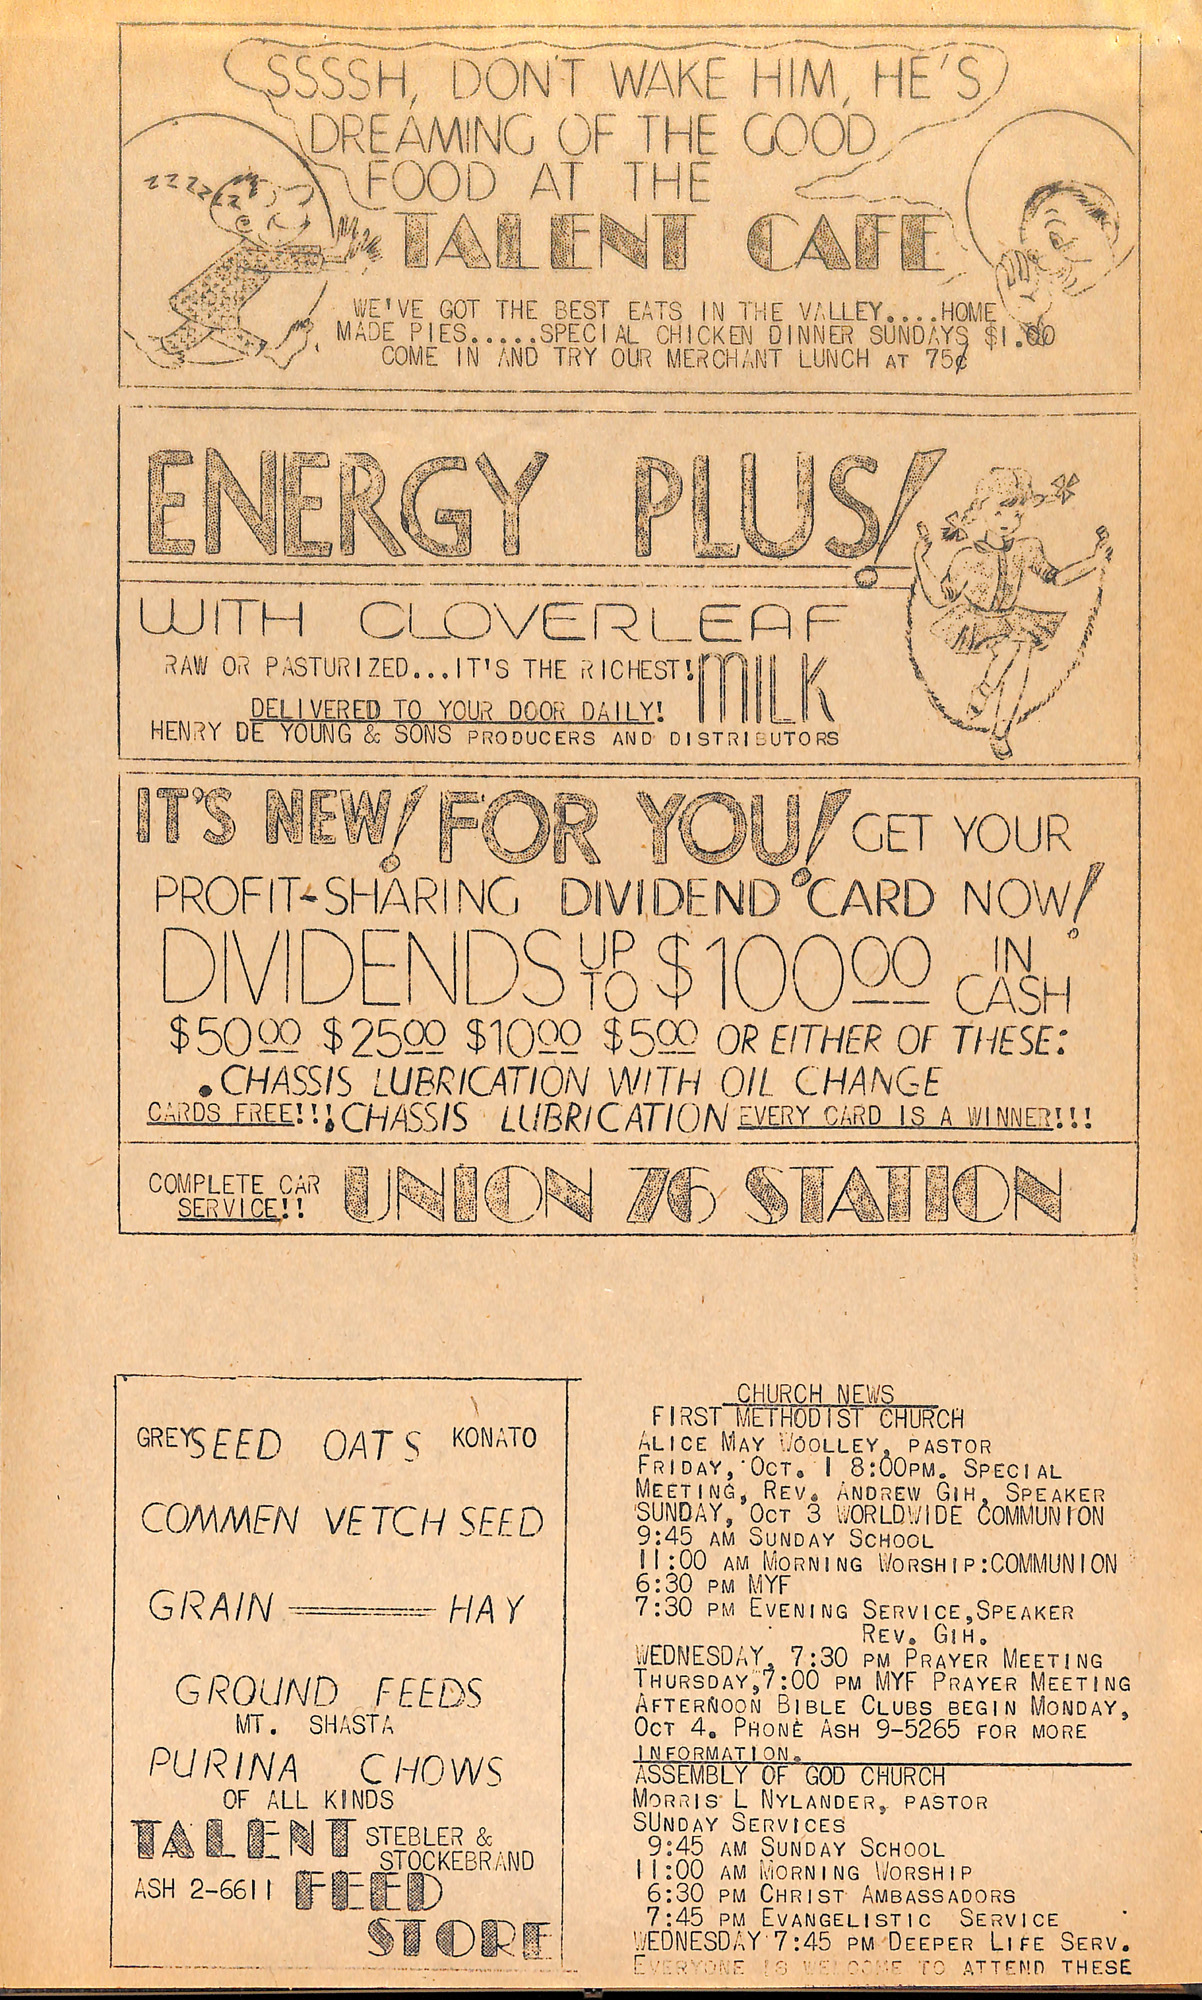 SSSSH, DON'T WAKE HIM, HE'S
DREAMING OF THE GOOD
FOOD AT THE
ZZZZZZZ
TALENT CAFE
WE'VE GOT THE BEST EATS IN THE VALLEY....HOME
MADE PIES......SPECIAL CHICKEN DINNER SUNDAYS $1.00
COME IN AND TRY OUR MERCHANT LUNCH AT 75¢
ENERGY PLUS!
WITH CLOVERLEAF
RAW OR PASTURIZED...IT'S THE RICHEST! MILK
DELIVERED TO YOUR DOOR DAILY!
HENRY DE YOUNG & SONS PRODUCERS AND DISTRIBUTORS
IT'S NEW! FOR YOU! GET YOUR
PROFIT-SHARING DIVIDEND CARD NOW!
DIVIDENDS UP TO $100.00 IN CASH
$50.00 $25.00 $10.00 $5.00 OR EITHER OF THESE:
.CHASSIS LUBRICATION WITH OIL CHANGE
CARDS FREE!!! CHASSIS LUBRICATION EVERY CARD IS A WINNER!!!
COMPLETE CAR
SERVICE!!
UNION 76 STATION
GREY SEED OATS KONATO
COMMEN VETCH SEED
GRAIN ═══ HAY
GROUND FEEDS
MT. SHASTA
PURINA CHOWS
OF ALL KINDS
TALENT STEBLER &
STOCKEBRAND
ASH 2-6611 FEED
STORE
CHURCH NEWS
FIRST METHODIST CHURCH
ALICE MAY WOOLLEY, PASTOR
FRIDAY, OCT. 1 8:00PM. SPECIAL
MEETING, REV. ANDREW GIH, SPEAKER
SUNDAY, OCT 3 WORLDWIDE COMMUNION
9:45 AM SUNDAY SCHOOL
11:00 AM MORNING WORSHIP:COMMUNION
6:30 PM MYF
7:30 PM EVENING SERVICE,SPEAKER
REV. GIH.
WEDNESDAY, 7:30 PM PRAYER MEETING
THURSDAY,7:00 PM MYF PRAYER MEETING
AFTERNOON BIBLE CLUBS BEGIN MONDAY,
OCT 4. PHONE ASH 9-5265 FOR MORE
INFORMATION.
ASSEMBLY OF GOD CHURCH
MORRIS L NYLANDER, PASTOR
SUNDAY SERVICES
9:45 AM SUNDAY SCHOOL
11:00 AM MORNING WORSHIP
6:30 PM CHRIST AMBASSADORS
7:45 PM EVANGELISTIC SERVICE
WEDNESDAY 7:45 PM DEEPER LIFE SERV.
EVERYONE IS WELCOME TO ATTEND THESE